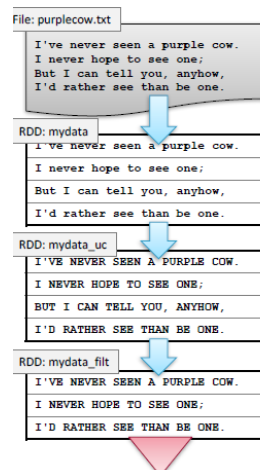 File: purplecow.txt
I've never seen a purple cow.
I never hope to see one;
But I can tell you, anyhow,
I'd rather see than be one.
RDD: mydata
I've never seen a purple cow.
I never hope to see one;
But I can tell you, anyhow,
I'd rather see than be one.
RDD: mydata_uc
I'VE NEVER SEEN A PURPLE COW.
I NEVER HOPE TO SEE ONE;
BUT I CAN TELL YOU, ANYHOW,
I'D RATHER SEE THAN BE ONE.
RDD: mydata_filt
I'VE NEVER SEEN A PURPLE COW.
I NEVER HOPE TO SEE ONE;
I'D RATHER SEE THAN BE ONE.